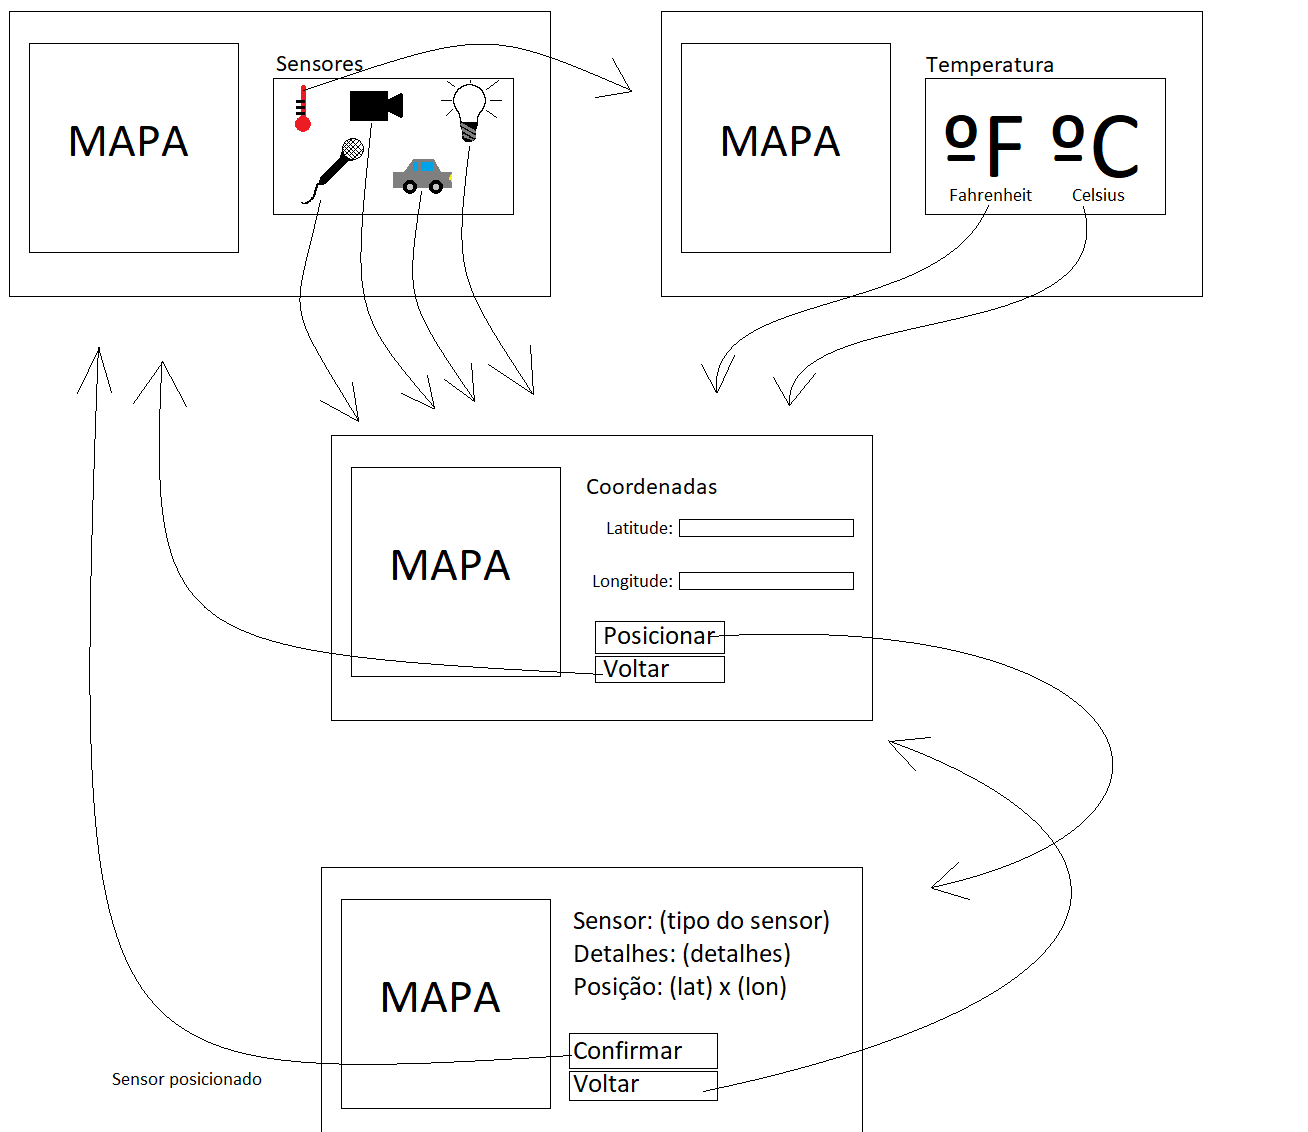 MAPA
Sensores
MAPA
Temperatura
ºF ºC
Fahrenheit
Celsius
MAPA
Coordenadas
Latitude:
Longitude:
Posicionar
Voltar
MAPA
Sensor: (tipo do sensor)
Detalhes: (detalhes)
Posição: (lat) x (lon)
Confirmar
Voltar
Sensor posicionado